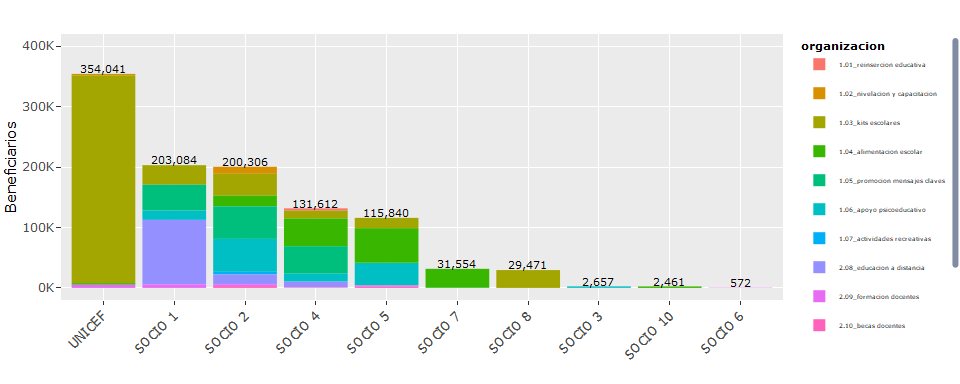 organizacion
1.01_reinsercion educativa
1.02_nivelacion y capacitacion
1.03_kits escolares
1.04_alimentacion escolar
1.05_promocion mensajes claves
1.06_apoyo psicoeducativo
1.07_actividades recreativas
2.08_educacion a distancia
2.09_formacion docentes
2.10_becas docentes
Beneficiarios
400K
300K
200K
100K
0K
354,041
203,084
200,306
131,612
115,840
31,554
29,471
2,657
2,461
572
UNICEF
SOCIO 1
SOCIO 2
SOCIO 4
SOCIO 5
SOCIO 7
SOCIO 8
SOCIO 3
SOCIO 10
SOCIO 6